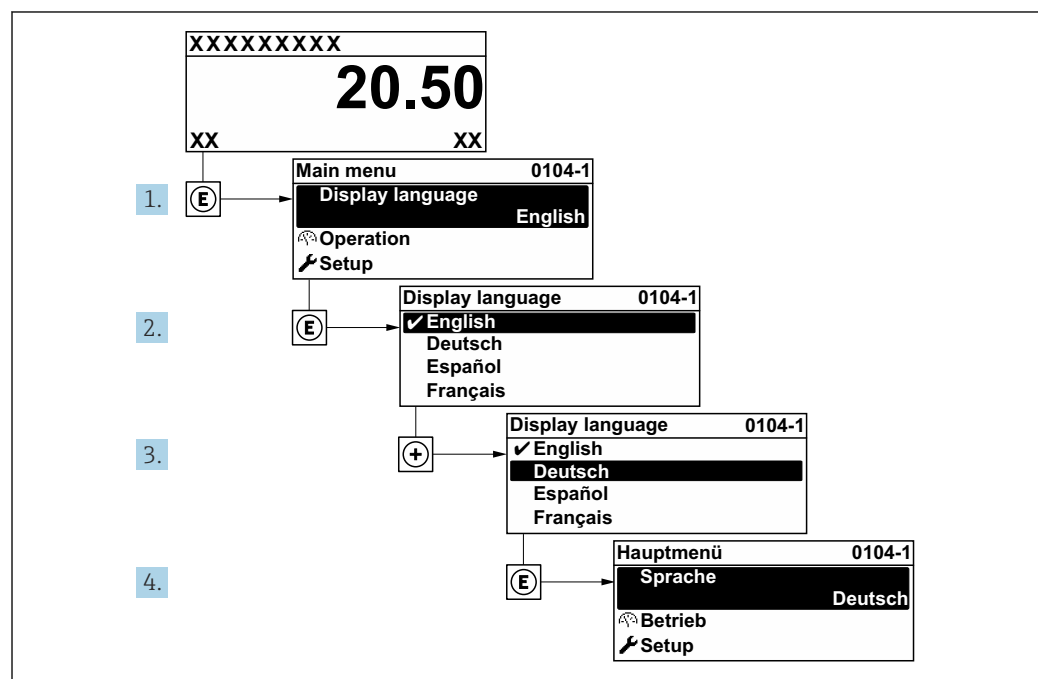 XXXXXXXXX
20.50
XX XX
Main menu 0104-1
1. E Display language
English
Operation
Setup
Display language 0104-1
2. E ✔ English
Deutsch
Español
Français
Display language 0104-1
3. + ✔ English
Deutsch
Español
Français
Hauptmenü 0104-1
4. E Sprache
Deutsch
Betrieb
Setup